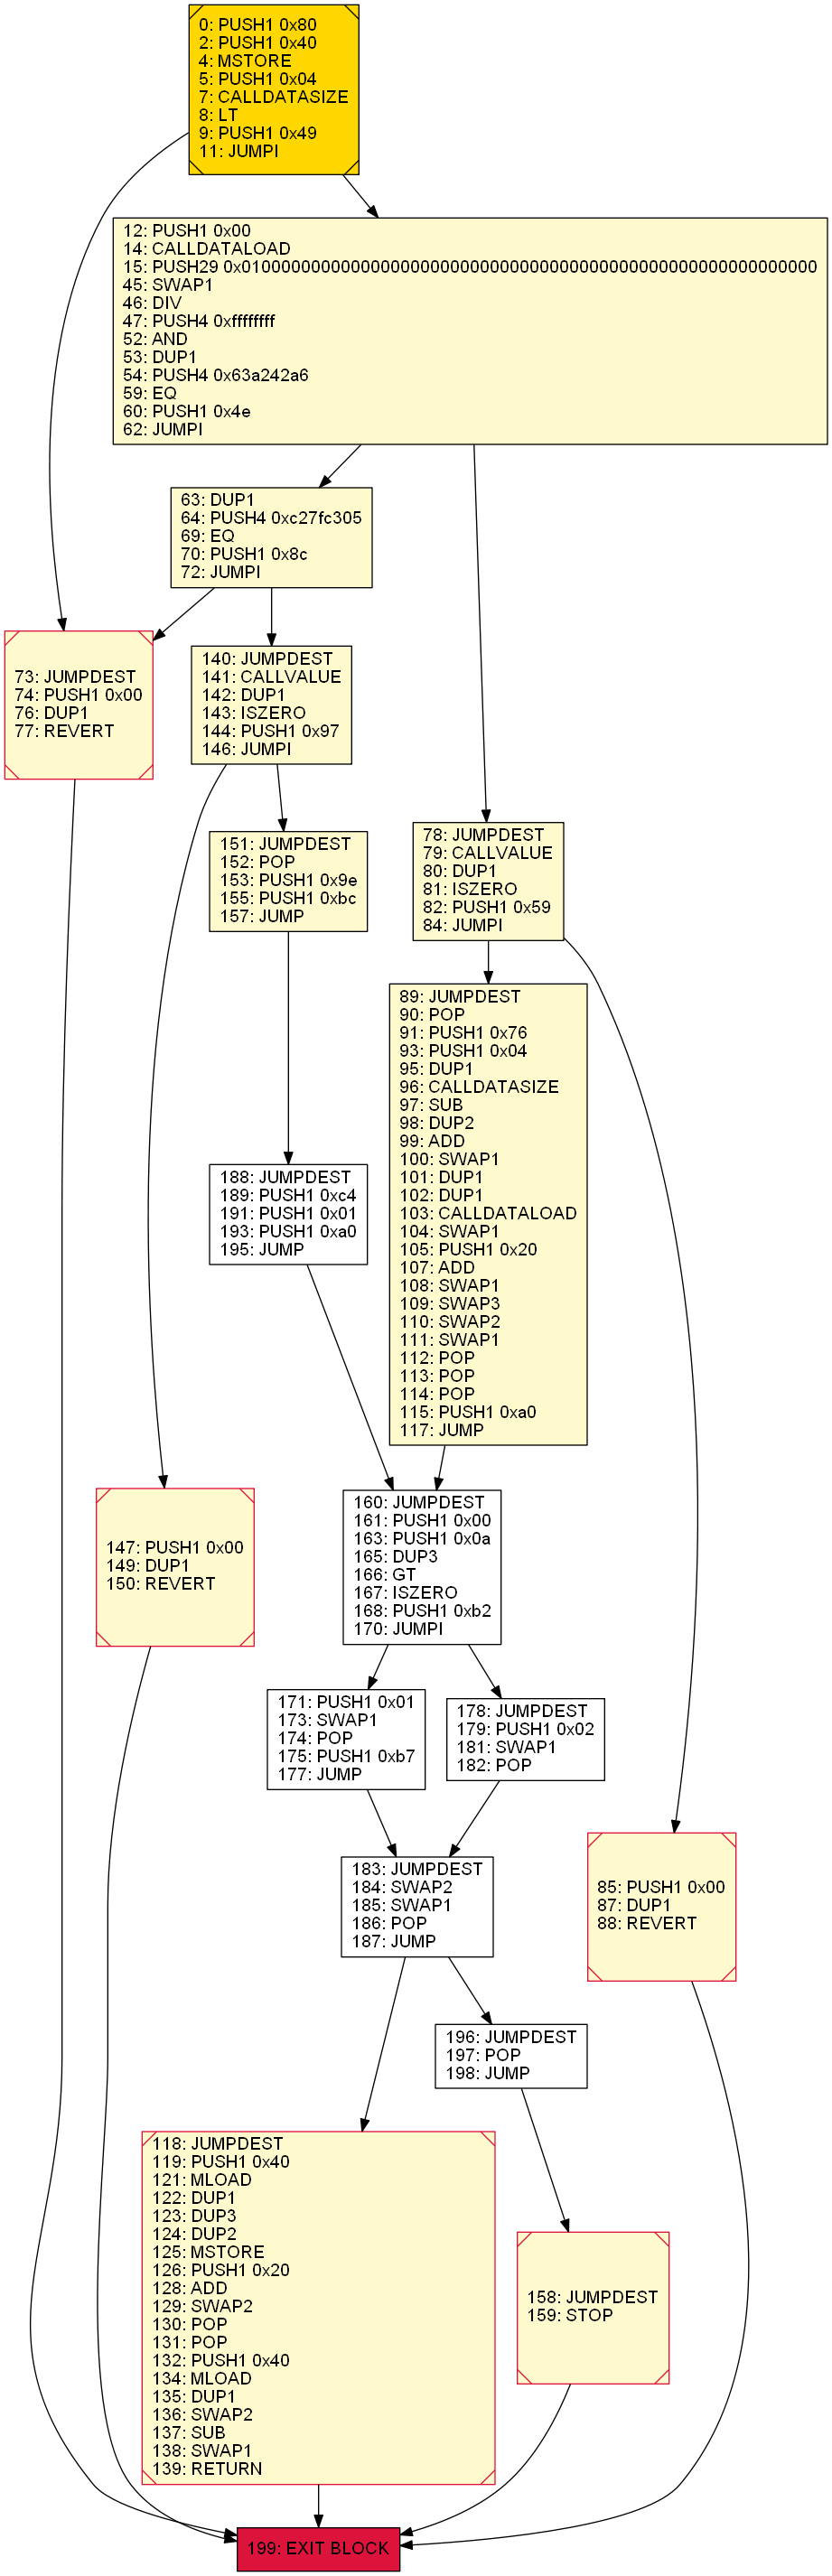 0: PUSH1 0x80
2: PUSH1 0x40
4: MSTORE
5: PUSH1 0x04
7: CALLDATASIZE
8: LT
9: PUSH1 0x49
11: JUMPI
12: PUSH1 0x00
14: CALLDATALOAD
15: PUSH29 0x0100000000000000000000000000000000000000000000000000000000
45: SWAP1
46: DIV
47: PUSH4 0xffffffff
52: AND
53: DUP1
54: PUSH4 0x63a242a6
59: EQ
60: PUSH1 0x4e
62: JUMPI
63: DUP1
64: PUSH4 0xc27fc305
69: EQ
70: PUSH1 0x8c
72: JUMPI
73: JUMPDEST
74: PUSH1 0x00
76: DUP1
77: REVERT
140: JUMPDEST
141: CALLVALUE
142: DUP1
143: ISZERO
144: PUSH1 0x97
146: JUMPI
151: JUMPDEST
152: POP
153: PUSH1 0x9e
155: PUSH1 0xbc
157: JUMP
78: JUMPDEST
79: CALLVALUE
80: DUP1
81: ISZERO
82: PUSH1 0x59
84: JUMPI
89: JUMPDEST
90: POP
91: PUSH1 0x76
93: PUSH1 0x04
95: DUP1
96: CALLDATASIZE
97: SUB
98: DUP2
99: ADD
100: SWAP1
101: DUP1
102: DUP1
103: CALLDATALOAD
104: SWAP1
105: PUSH1 0x20
107: ADD
108: SWAP1
109: SWAP3
110: SWAP2
111: SWAP1
112: POP
113: POP
114: POP
115: PUSH1 0xa0
117: JUMP
188: JUMPDEST
189: PUSH1 0xc4
191: PUSH1 0x01
193: PUSH1 0xa0
195: JUMP
147: PUSH1 0x00
149: DUP1
150: REVERT
160: JUMPDEST
161: PUSH1 0x00
163: PUSH1 0x0a
165: DUP3
166: GT
167: ISZERO
168: PUSH1 0xb2
170: JUMPI
171: PUSH1 0x01
173: SWAP1
174: POP
175: PUSH1 0xb7
177: JUMP
178: JUMPDEST
179: PUSH1 0x02
181: SWAP1
182: POP
183: JUMPDEST
184: SWAP2
185: SWAP1
186: POP
187: JUMP
85: PUSH1 0x00
87: DUP1
88: REVERT
196: JUMPDEST
197: POP
198: JUMP
118: JUMPDEST
119: PUSH1 0x40
121: MLOAD
122: DUP1
123: DUP3
124: DUP2
125: MSTORE
126: PUSH1 0x20
128: ADD
129: SWAP2
130: POP
131: POP
132: PUSH1 0x40
134: MLOAD
135: DUP1
136: SWAP2
137: SUB
138: SWAP1
139: RETURN
158: JUMPDEST
159: STOP
199: EXIT BLOCK